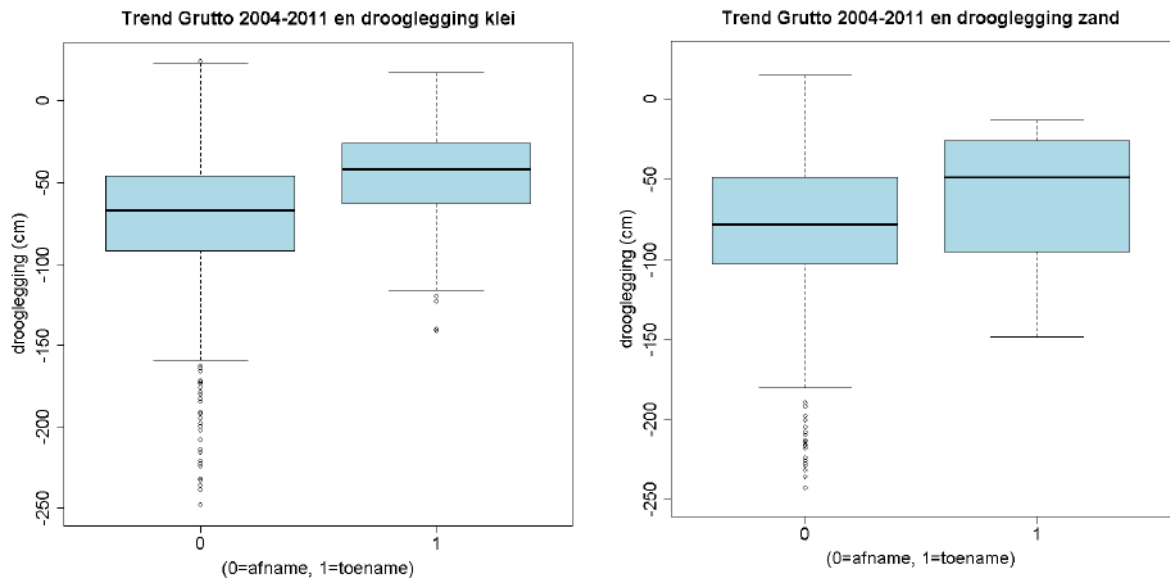 Trend Grutto 2004-2011 en drooglegging klei
drooglegging (cm)
0
-50
-100
-150
-200
-250
0 1
(0=afname, 1=toename)
Trend Grutto 2004-2011 en drooglegging zand
drooglegging (cm)
0
-50
-100
-150
-200
-250
0 1
(0=afname, 1=toename)